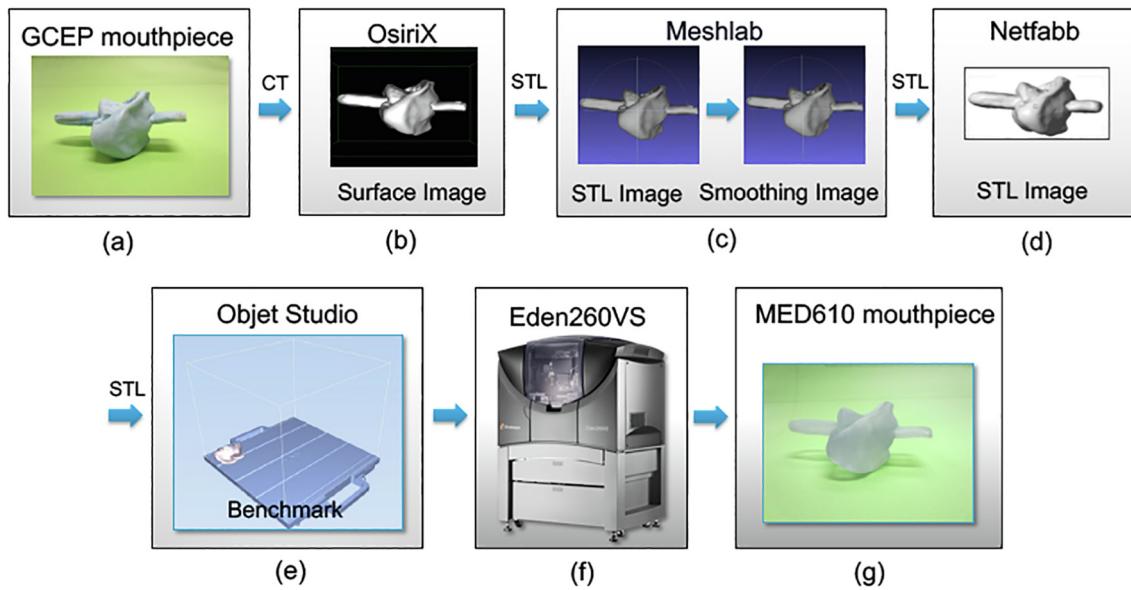 GCEP mouthpiece
CT
OsiriX
Surface Image
STL
Meshlab
STL Image
Smoothing Image
STL
Netfabb
STL Image
(a)
(b)
(c)
(d)
STL
Objet Studio
Benchmark
Eden260VS
MED610 mouthpiece
(e)
(f)
(g)